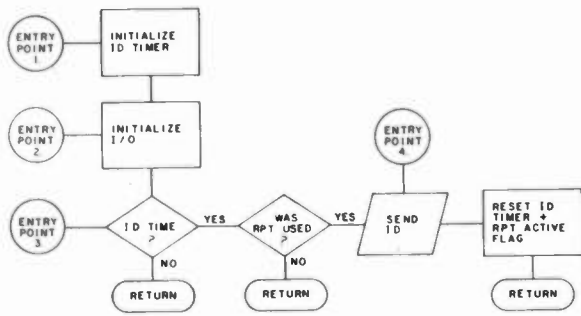 ENTRY
POINT
1
INITIALIZE
ID TIMER
ENTRY
POINT
2
INITIALIZE
I/O
ENTRY
POINT
3
ID TIME
?
YES
NO
RETURN
WAS
RPT USED
?
YES
NO
RETURN
ENTRY
POINT
4
SEND
ID
RESET ID
TIMER +
RPT ACTIVE
FLAG
RETURN